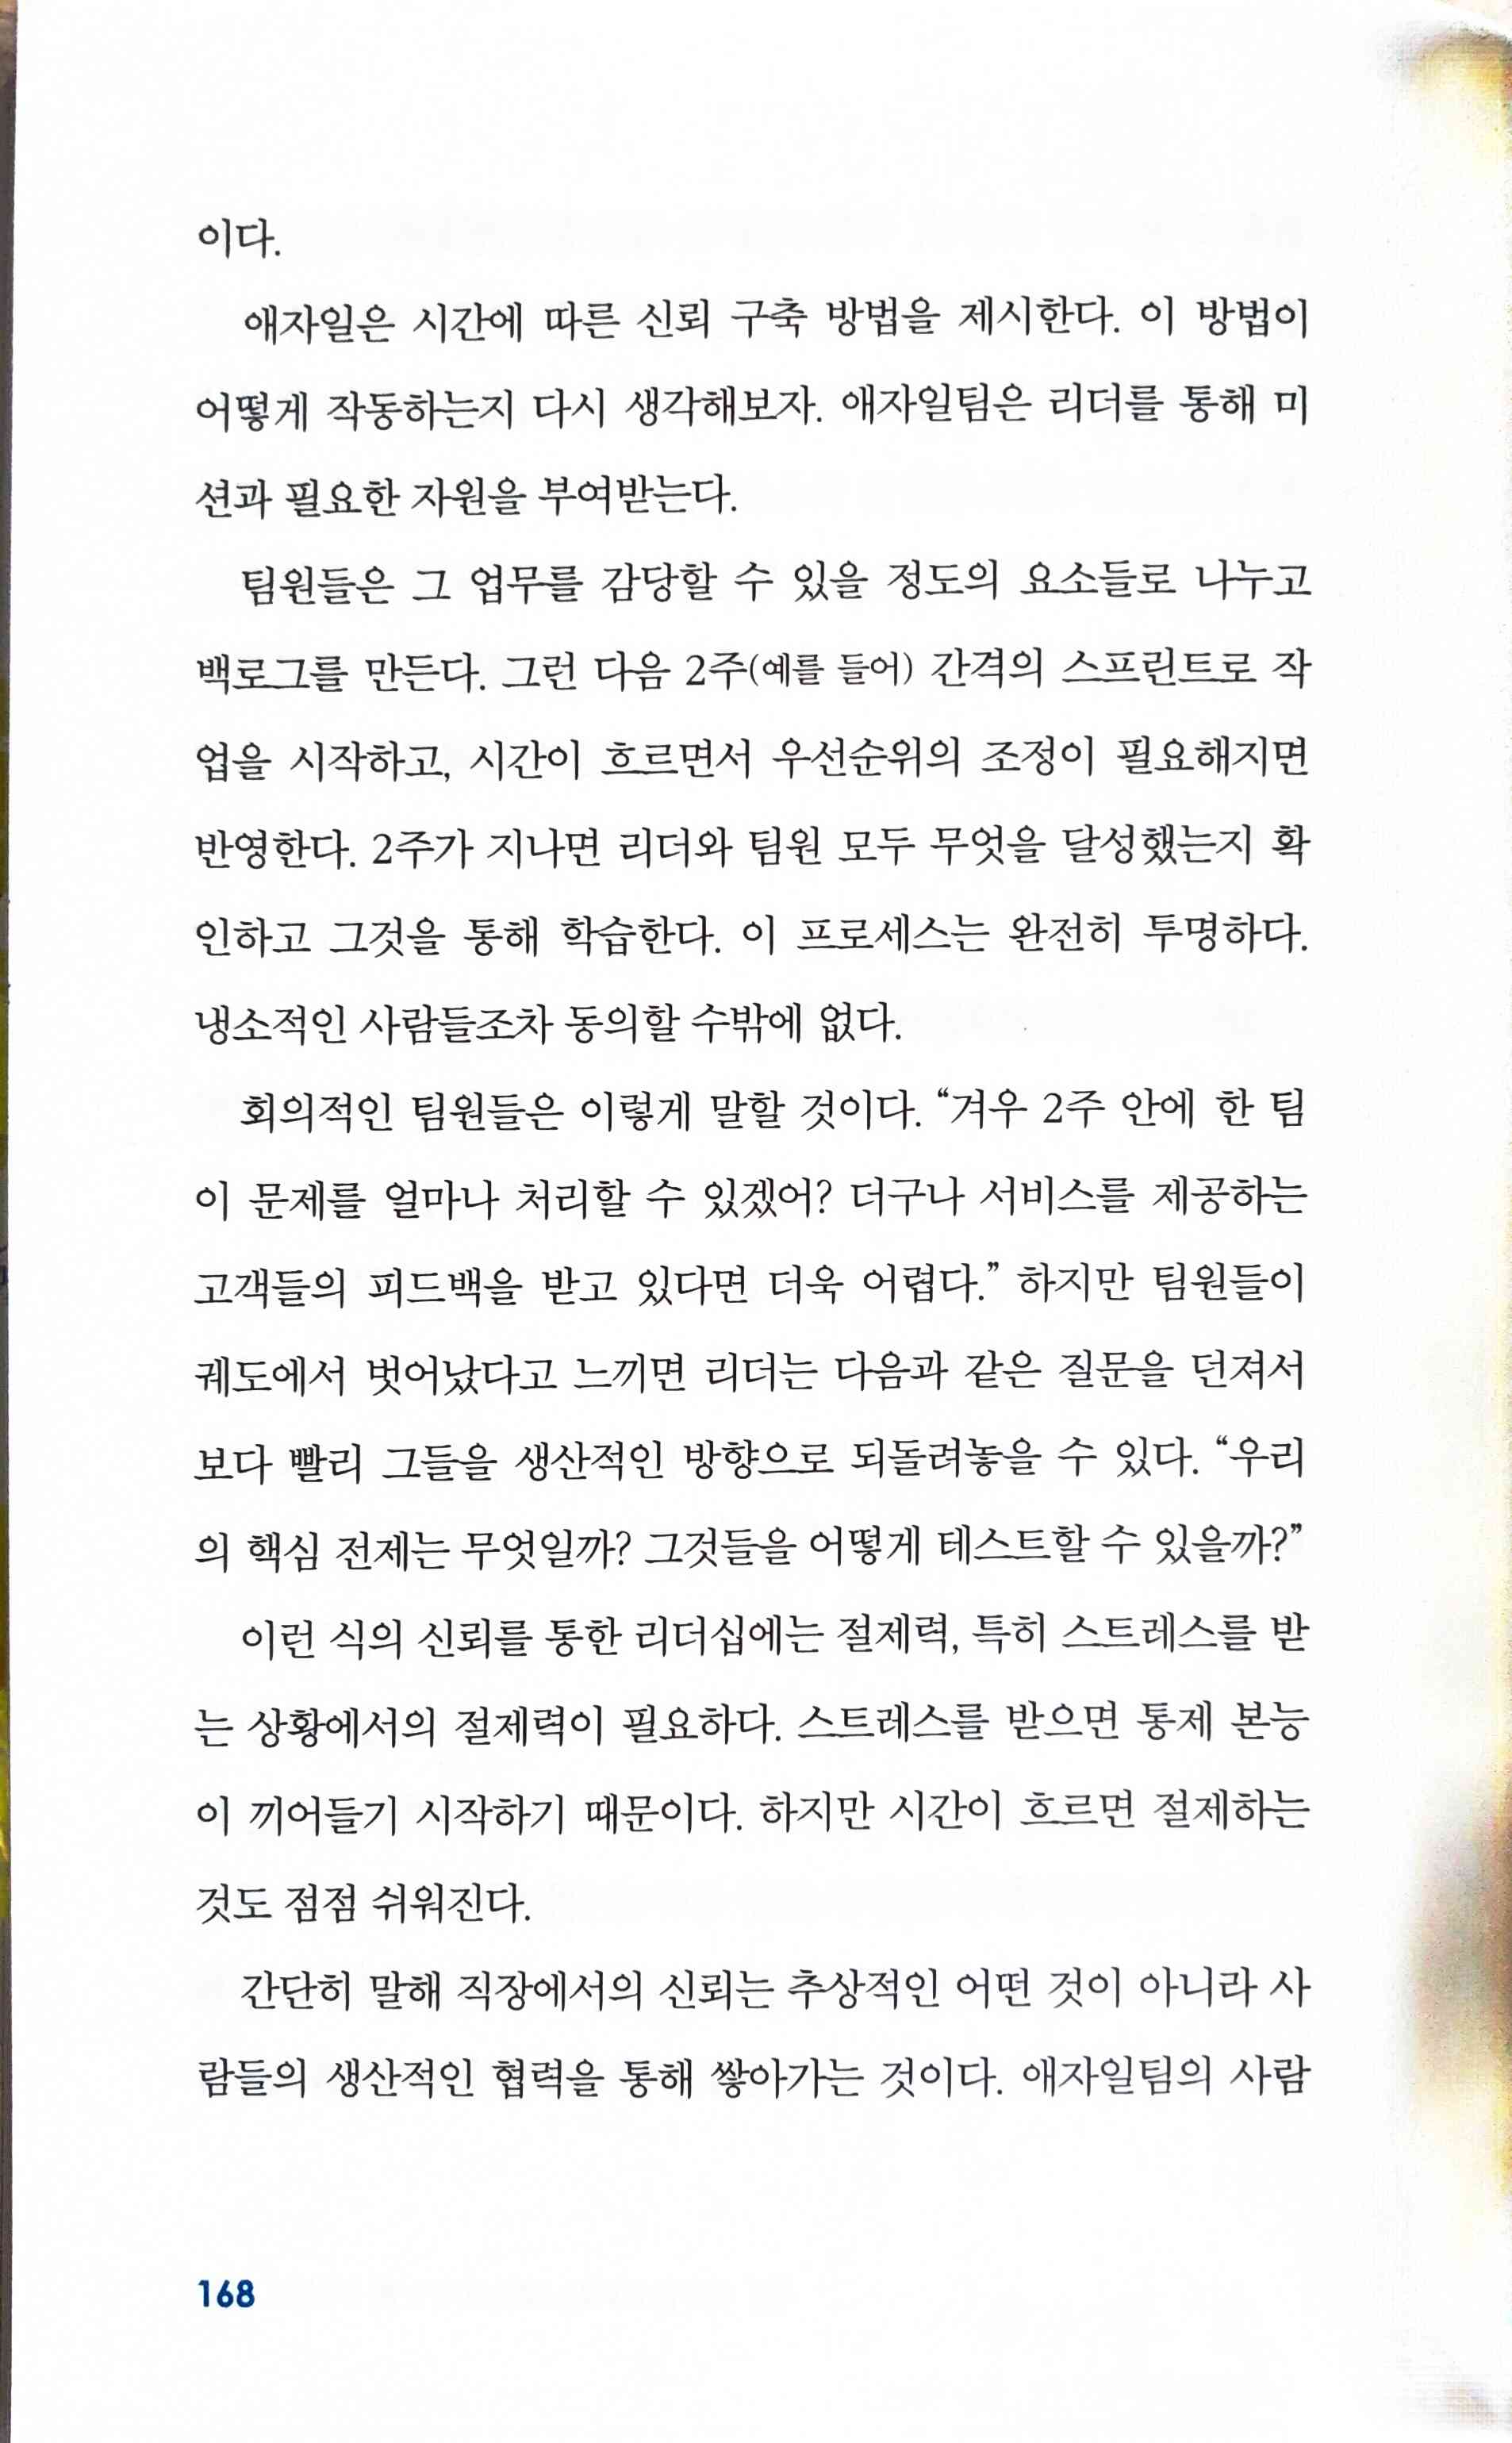 이다.
애자일은 시간에 따른 신뢰 구축 방법을 제시한다. 이 방법이
어떻게 작동하는지 다시 생각해보자. 애자일팀은 리더를 통해 미
션과 필요한 자원을 부여받는다.
팀원들은 그 업무를 감당할 수 있을 정도의 요소들로 나누고
백로그를 만든다. 그런 다음 2주(예를 들어) 간격의 스프린트로 작
업을 시작하고, 시간이 흐르면서 우선순위의 조정이 필요해지면
반영한다. 2주가 지나면 리더와 팀원 모두 무엇을 달성했는지 확
인하고 그것을 통해 학습한다. 이 프로세스는 완전히 투명하다.
냉소적인 사람들조차 동의할 수밖에 없다.
회의적인 팀원들은 이렇게 말할 것이다. “겨우 2주 안에 한 팀
이 문제를 얼마나 처리할 수 있겠어? 더구나 서비스를 제공하는
고객들의 피드백을 받고 있다면 더욱 어렵다.” 하지만 팀원들이
궤도에서 벗어났다고 느끼면 리더는 다음과 같은 질문을 던져서
보다 빨리 그들을 생산적인 방향으로 되돌려놓을 수 있다. “우리
의 핵심 전제는 무엇일까? 그것들을 어떻게 테스트할 수 있을까?”
이런 식의 신뢰를 통한 리더십에는 절제력, 특히 스트레스를 받
는 상황에서의 절제력이 필요하다. 스트레스를 받으면 통제 본능
이 끼어들기 시작하기 때문이다. 하지만 시간이 흐르면 절제하는
것도 점점 쉬워진다.
간단히 말해 직장에서의 신뢰는 추상적인 어떤 것이 아니라 사
람들의 생산적인 협력을 통해 쌓아가는 것이다. 애자일팀의 사람
168